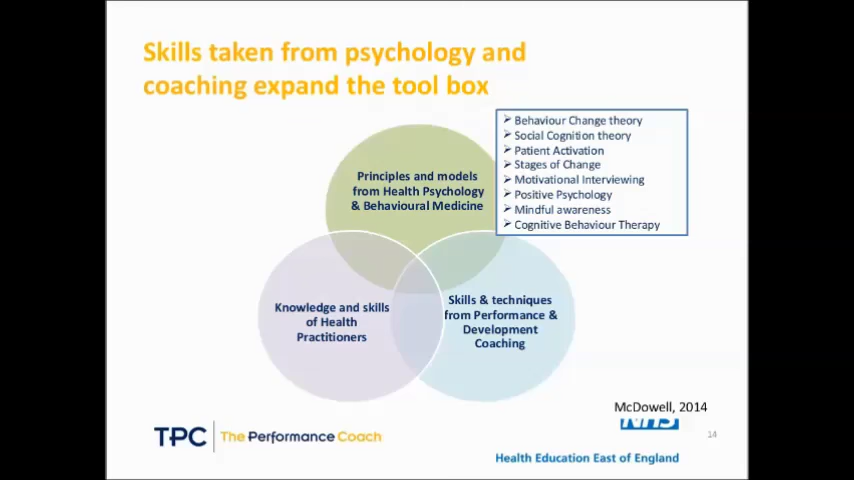 Skills taken from psychology and
coaching expand the tool box
Behaviour Change theory
Social Cognition theory
Patient Activation
Stages of Change
Motivational Interviewing
Positive Psychology
Mindful awareness
Cognitive Behaviour Therapy
Principles and models
from Health Psychology
& Behavioural Medicine
Knowledge and skills
of Health
Practitioners
Skills & techniques
from Performance &
Development
Coaching
McDowell, 2014
NHS
TPC The Performance Coach
14
Health Education East of England